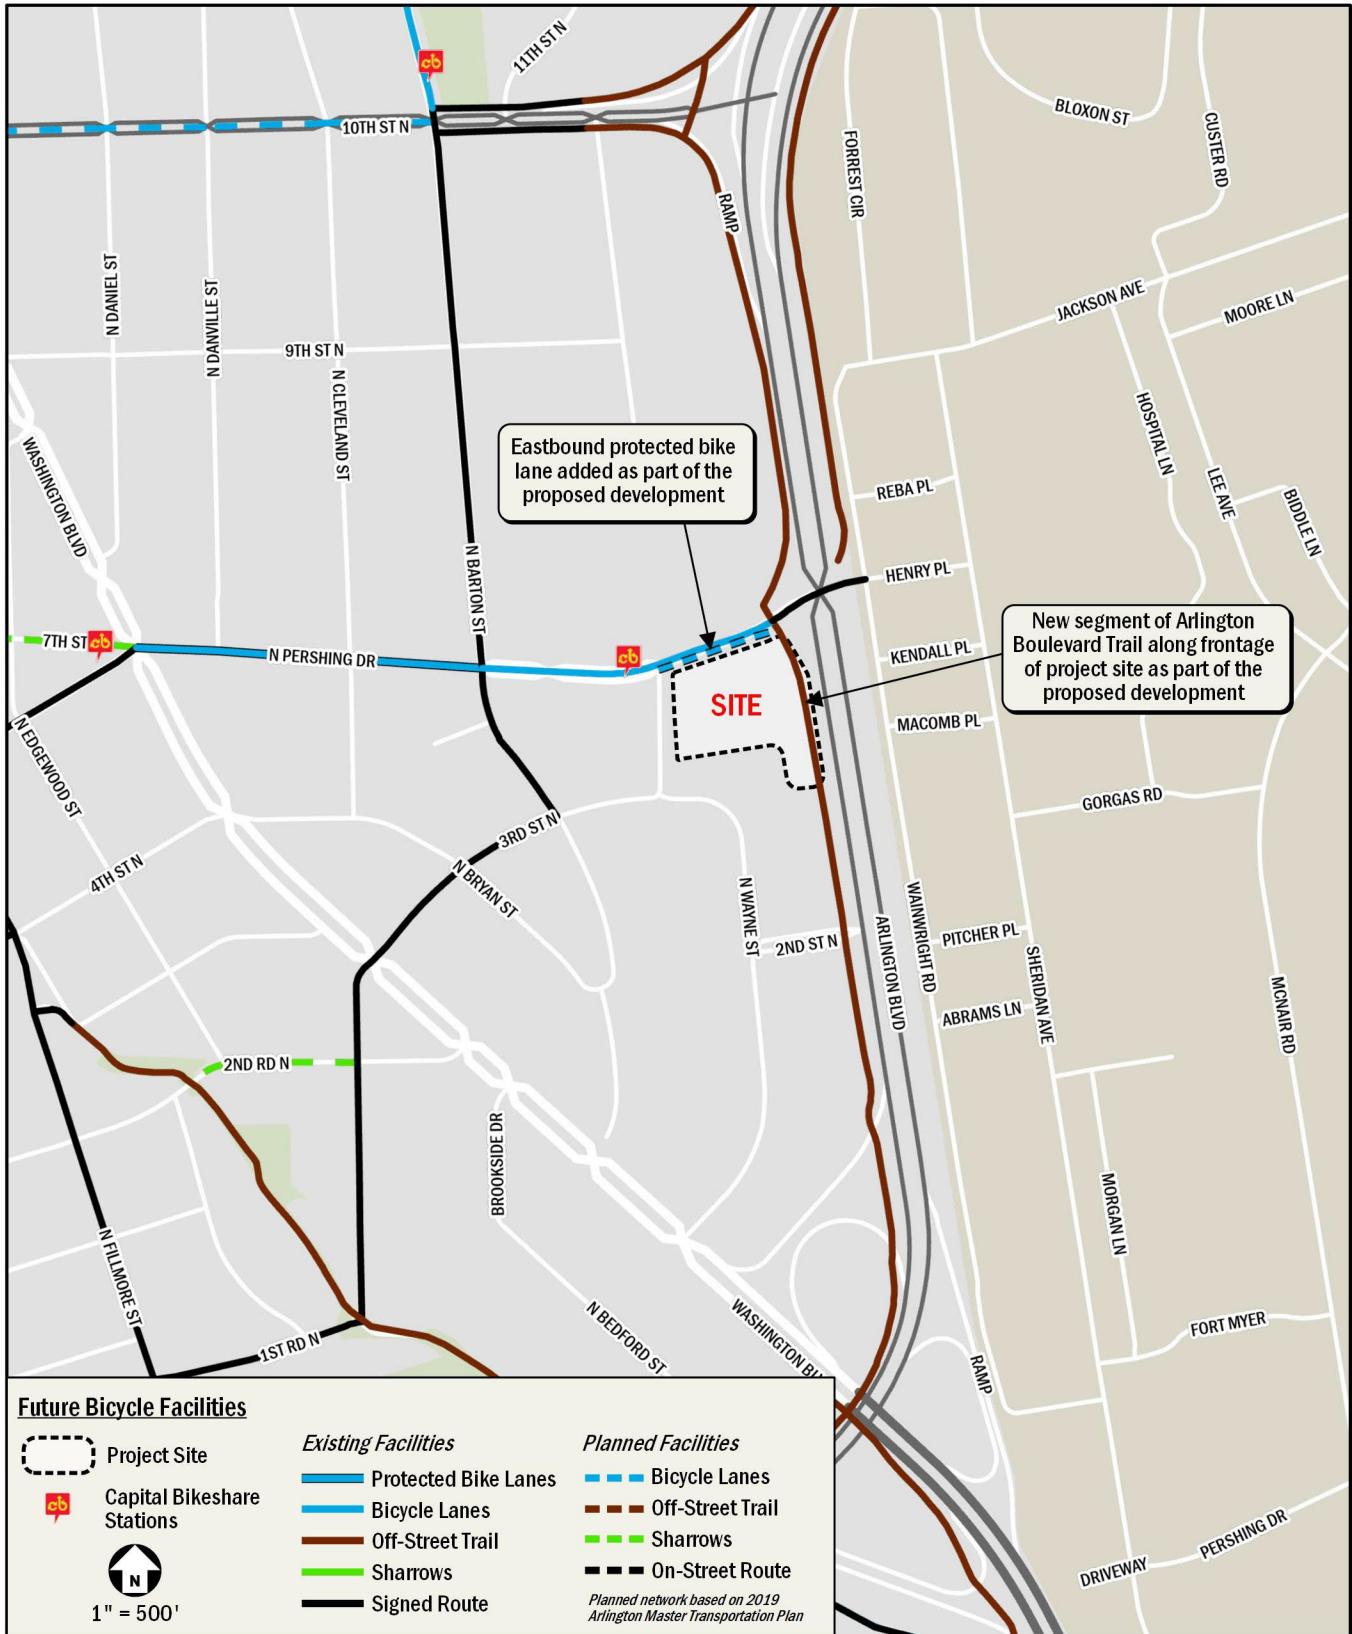 11TH ST N
10TH ST N
BLOXON ST
CUSTER RD
FORREST CIR
RAMP
N DANIEL ST
N DANVILLE ST
JACKSON AVE
MOORE LN
9TH ST N
N CLEVELAND ST
WASHINGTON BLVD
HOSPITAL LN
LEE AVE
BIDDLE LN
Eastbound protected bike
lane added as part of the
proposed development
REBA PL
N BARTON ST
HENRY PL
New segment of Arlington
Boulevard Trail along frontage
of project site as part of the
proposed development
7TH ST
N PERSHING DR
KENDALL PL
SITE
MACOMB PL
N EDGEWOOD ST
GORGAS RD
3RD ST N
4TH ST N
N BRYAN ST
N WAYNE ST
2ND ST N
ARLINGTON BLVD
WAINWRIGHT RD
PITCHER PL
SHERIDAN AVE
ABRAMS LN
MCNAIR RD
2ND RD N
BROOKSIDE DR
MORGAN LN
N FILLMORE ST
1ST RD N
N BEDFORD ST
WASHINGTON BL
RAMP
FORT MYER
PERSHING DR
DRIVEWAY
Future Bicycle Facilities
Project Site
Capital Bikeshare
Stations
N
1" = 500'
Existing Facilities
Protected Bike Lanes
Bicycle Lanes
Off-Street Trail
Sharrows
Signed Route
Planned Facilities
Bicycle Lanes
Off-Street Trail
Sharrows
On-Street Route
Planned network based on 2019
Arlington Master Transportation Plan